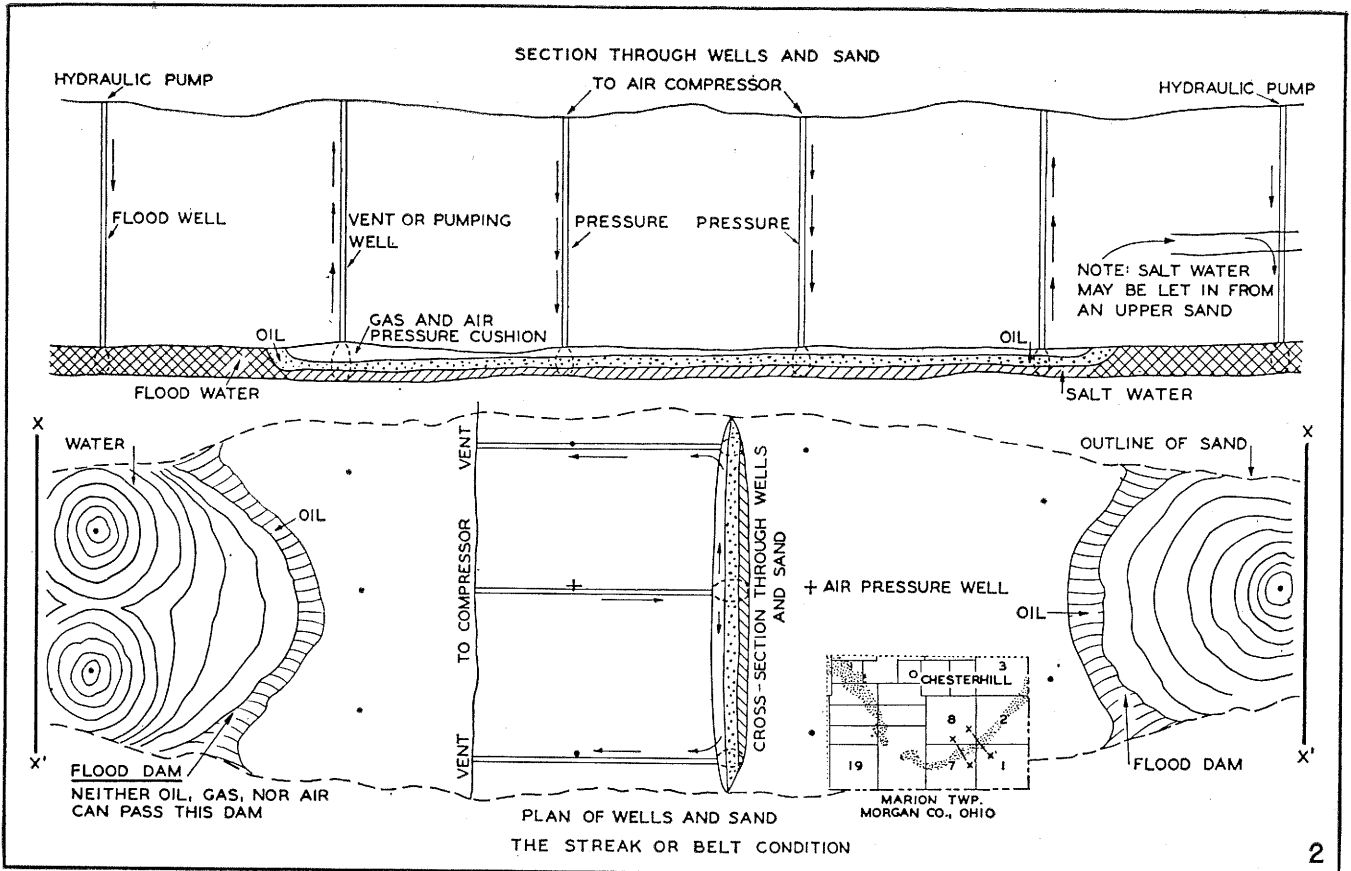 SECTION THROUGH WELLS AND SAND
HYDRAULIC PUMP
TO AIR COMPRESSOR
HYDRAULIC PUMP
FLOOD WELL
VENT OR PUMPING
WELL
PRESSURE
PRESSURE
NOTE: SALT WATER
MAY BE LET IN FROM
AN UPPER SAND
OIL
GAS AND AIR
PRESSURE CUSHION
OIL
FLOOD WATER
SALT WATER
X
WATER
OIL
VENT
TO COMPRESSOR
VENT
CROSS-SECTION THROUGH WELLS
AND SAND
AIR PRESSURE WELL
OUTLINE OF SAND
X
OIL
3
O CHESTERHILL
8
2
19
7
1
MARION TWP.
MORGAN CO., OHIO
X'
FLOOD DAM
NEITHER OIL, GAS, NOR AIR
CAN PASS THIS DAM
FLOOD DAM
X'
PLAN OF WELLS AND SAND
THE STREAK OR BELT CONDITION
2